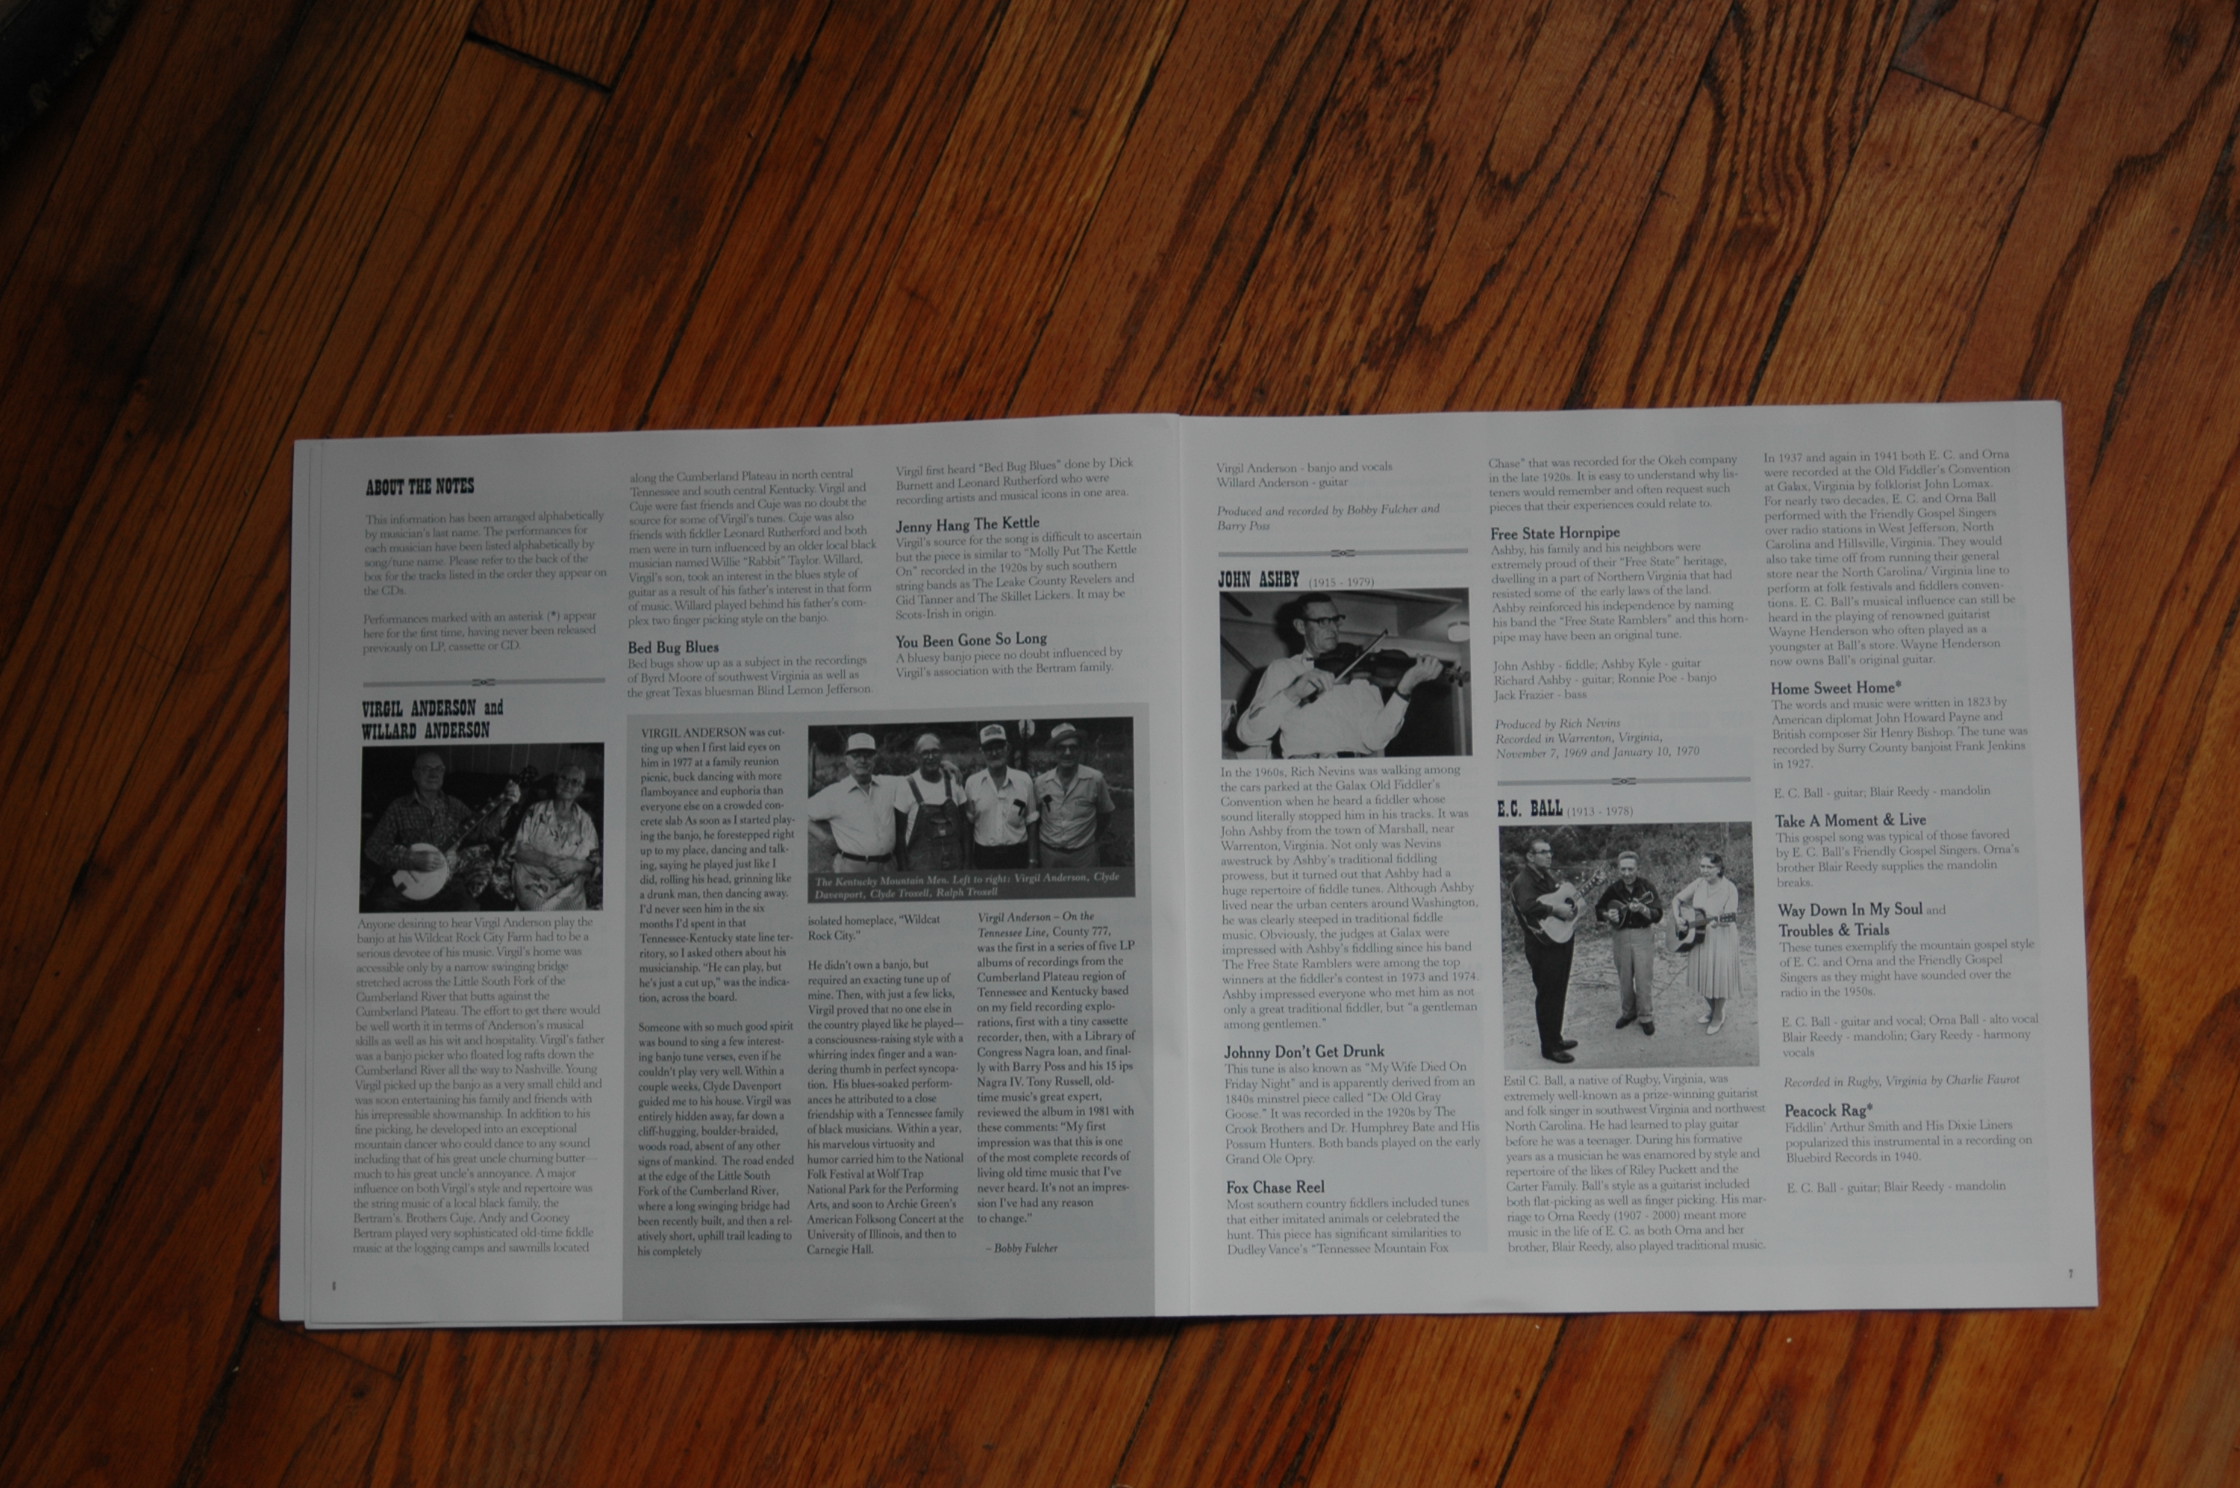 ABOUT THE NOTES
This information has been arranged alphabetically
by musician's last name. The performances for
each musician have been listed alphabetically by
song/tune name. Please refer to the back of the
box for the tracks listed in the order they appear on
the CDs.
Performances marked with an asterisk (*) appear
here for the first time, having never been released
previously on LP, cassette or CD.
VIRGIL ANDERSON and
WILLARD ANDERSON
Anyone desiring to hear Virgil Anderson play the
banjo at his Wildcat Rock City Farm had to be a
serious devotee of his music. Virgil's home was
accessible only by a narrow swinging bridge
stretched across the Little South Fork of the
Cumberland River that butts against the
Cumberland Plateau. The effort to get there would
be well worth it in terms of Anderson's musical
skills as well as his wit and hospitality. Virgil's father
was a banjo picker who floated log rafts down the
Cumberland River all the way to Nashville. Young
Virgil picked up the banjo as a very small child and
was soon entertaining his family and friends with
his irrepressible showmanship. In addition to his
fine picking, he developed into an exceptional
mountain dancer who could dance to any sound
including that of his great uncle churning butter—
much to his great uncle's annoyance. A major
influence on both Virgil's style and repertoire was
the string music of a local black family, the
Bertram's. Brothers Cuje, Andy and Cooney
Bertram played very sophisticated old-time fiddle
music at the logging camps and sawmills located
along the Cumberland Plateau in north central
Tennessee and south central Kentucky. Virgil and
Cuje were fast friends and Cuje was no doubt the
source for some of Virgil's tunes. Cuje was also
friends with fiddler Leonard Rutherford and both
men were in turn influenced by an older local black
musician named Willie "Rabbit" Taylor. Willard,
Virgil's son, took an interest in the blues style of
guitar as a result of his father's interest in that form
of music. Willard played behind his father's com-
plex two finger picking style on the banjo.
Bed Bug Blues
Bed bugs show up as a subject in the recordings
of Byrd Moore of southwest Virginia as well as
the great Texas bluesman Blind Lemon Jefferson.
Virgil first heard "Bed Bug Blues" done by Dick
Burnett and Leonard Rutherford who were
recording artists and musical icons in one area.
Jenny Hang The Kettle
Virgil's source for the song is difficult to ascertain
but the piece is similar to "Molly Put The Kettle
On" recorded in the 1920s by such southern
string bands as The Leake County Revelers and
Gid Tanner and The Skillet Lickers. It may be
Scots-Irish in origin.
You Been Gone So Long
A bluesy banjo piece no doubt influenced by
Virgil's association with the Bertram family.
VIRGIL ANDERSON was cut-
ting up when I first laid eyes on
him in 1977 at a family reunion
picnic, buck dancing with more
flamboyance and euphoria than
everyone else on a crowded con-
crete slab As soon as I started play-
ing the banjo, he forestepped right
up to my place, dancing and talk-
ing, saying he played just like I
did, rolling his head, grinning like
a drunk man, then dancing away.
I'd never seen him in the six
months I'd spent in that
Tennessee-Kentucky state line ter-
ritory, so I asked others about his
musicianship. "He can play, but
he's just a cut up," was the indica-
tion, across the board.
Someone with so much good spirit
was bound to sing a few interest-
ing banjo tune verses, even if he
couldn't play very well. Within a
couple weeks, Clyde Davenport
guided me to his house. Virgil was
entirely hidden away, far down a
cliff-hugging, boulder-braided,
woods road, absent of any other
signs of mankind. The road ended
at the edge of the Little South
Fork of the Cumberland River,
where a long swinging bridge had
been recently built, and then a rel-
atively short, uphill trail leading to
his completely
The Kentucky Mountain Men. Left to right: Virgil Anderson, Clyde
Davenport, Clyde Troxell, Ralph Troxell
isolated homeplace, "Wildcat
Rock City."
He didn't own a banjo, but
required an exacting tune up of
mine. Then, with just a few licks,
Virgil proved that no one else in
the country played like he played—
a consciousness-raising style with a
whirring index finger and a wan-
dering thumb in perfect syncopa-
tion. His blues-soaked perform-
ances he attributed to a close
friendship with a Tennessee family
of black musicians. Within a year,
his marvelous virtuosity and
humor carried him to the National
Folk Festival at Wolf Trap
National Park for the Performing
Arts, and soon to Archie Green's
American Folksong Concert at the
University of Illinois, and then to
Carnegie Hall.
Virgil Anderson – On the
Tennessee Line, County 777,
was the first in a series of five LP
albums of recordings from the
Cumberland Plateau region of
Tennessee and Kentucky based
on my field recording explo-
rations, first with a tiny cassette
recorder, then, with a Library of
Congress Nagra loan, and final-
ly with Barry Poss and his 15 ips
Nagra IV. Tony Russell, old-
time music's great expert,
reviewed the album in 1981 with
these comments: "My first
impression was that this is one
of the most complete records of
living old time music that I've
never heard. It's not an impres-
sion I've had any reason
to change."
– Bobby Fulcher
Virgil Anderson - banjo and vocals
Willard Anderson - guitar
Produced and recorded by Bobby Fulcher and
Barry Poss
JOHN ASHBY (1915 - 1979)
In the 1960s, Rich Nevins was walking among
the cars parked at the Galax Old Fiddler's
Convention when he heard a fiddler whose
sound literally stopped him in his tracks. It was
John Ashby from the town of Marshall, near
Warrenton, Virginia. Not only was Nevins
awestruck by Ashby's traditional fiddling
prowess, but it turned out that Ashby had a
huge repertoire of fiddle tunes. Although Ashby
lived near the urban centers around Washington,
he was clearly steeped in traditional fiddle
music. Obviously, the judges at Galax were
impressed with Ashby's fiddling since his band
The Free State Ramblers were among the top
winners at the fiddler's contest in 1973 and 1974.
Ashby impressed everyone who met him as not
only a great traditional fiddler, but "a gentleman
among gentlemen."
Johnny Don't Get Drunk
This tune is also known as "My Wife Died On
Friday Night" and is apparently derived from an
1840s minstrel piece called "De Old Gray
Goose." It was recorded in the 1920s by The
Crook Brothers and Dr. Humphrey Bate and His
Possum Hunters. Both bands played on the early
Grand Ole Opry.
Fox Chase Reel
Most southern country fiddlers included tunes
that either imitated animals or celebrated the
hunt. This piece has significant similarities to
Dudley Vance's "Tennessee Mountain Fox
Chase" that was recorded for the Okeh company
in the late 1920s. It is easy to understand why lis-
teners would remember and often request such
pieces that their experiences could relate to.
Free State Hornpipe
Ashby, his family and his neighbors were
extremely proud of their "Free State" heritage,
dwelling in a part of Northern Virginia that had
resisted some of the early laws of the land.
Ashby reinforced his independence by naming
his band the "Free State Ramblers" and this horn-
pipe may have been an original tune.
John Ashby - fiddle; Ashby Kyle - guitar
Richard Ashby - guitar; Ronnie Poe - banjo
Jack Frazier - bass
Produced by Rich Nevins
Recorded in Warrenton, Virginia,
November 7, 1969 and January 10, 1970
E.C. BALL (1913 - 1978)
Estil C. Ball, a native of Rugby, Virginia, was
extremely well-known as a prize-winning guitarist
and folk singer in southwest Virginia and northwest
North Carolina. He had learned to play guitar
before he was a teenager. During his formative
years as a musician he was enamored by style and
repertoire of the likes of Riley Puckett and the
Carter Family. Ball's style as a guitarist included
both flat-picking as well as finger picking. His mar-
riage to Orna Reedy (1907 - 2000) meant more
music in the life of E. C. as both Orna and her
brother, Blair Reedy, also played traditional music.
In 1937 and again in 1941 both E. C. and Orna
were recorded at the Old Fiddler's Convention
at Galax, Virginia by folklorist John Lomax.
For nearly two decades, E. C. and Orna Ball
performed with the Friendly Gospel Singers
over radio stations in West Jefferson, North
Carolina and Hillsville, Virginia. They would
also take time off from running their general
store near the North Carolina/ Virginia line to
perform at folk festivals and fiddlers conven-
tions. E. C. Ball's musical influence can still be
heard in the playing of renowned guitarist
Wayne Henderson who often played as a
youngster at Ball's store. Wayne Henderson
now owns Ball's original guitar.
Home Sweet Home*
The words and music were written in 1823 by
American diplomat John Howard Payne and
British composer Sir Henry Bishop. The tune was
recorded by Surry County banjoist Frank Jenkins
in 1927.
E. C. Ball - guitar; Blair Reedy - mandolin
Take A Moment & Live
This gospel song was typical of those favored
by E. C. Ball's Friendly Gospel Singers. Orna's
brother Blair Reedy supplies the mandolin
breaks.
Way Down In My Soul and
Troubles & Trials
These tunes exemplify the mountain gospel style
of E. C. and Orna and the Friendly Gospel
Singers as they might have sounded over the
radio in the 1950s.
E. C. Ball - guitar and vocal; Orna Ball - alto vocal
Blair Reedy - mandolin; Gary Reedy - harmony
vocals
Recorded in Rugby, Virginia by Charlie Faurot
Peacock Rag*
Fiddlin' Arthur Smith and His Dixie Liners
popularized this instrumental in a recording on
Bluebird Records in 1940.
E. C. Ball - guitar; Blair Reedy - mandolin
7